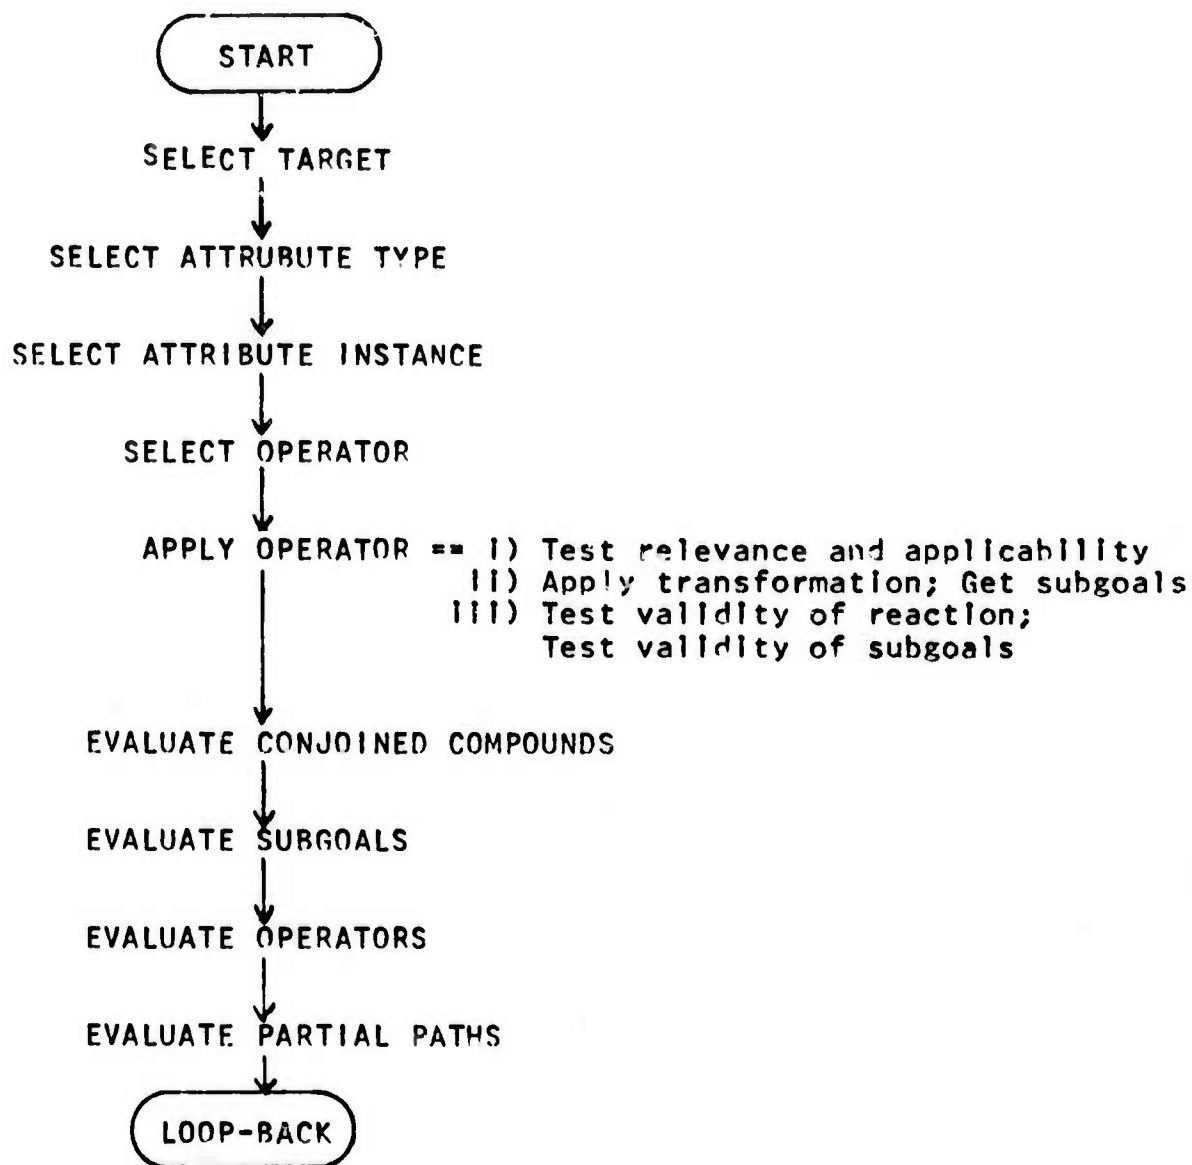 START
SELECT TARGET
SELECT ATTRUBUTE TYPE
SELECT ATTRIBUTE INSTANCE
SELECT OPERATOR
APPLY OPERATOR == i) Test relevance and applicability
ii) Apply transformation; Get subgoals
iii) Test validity of reaction;
Test validity of subgoals
EVALUATE CONJOINED COMPOUNDS
EVALUATE SUBGOALS
EVALUATE OPERATORS
EVALUATE PARTIAL PATHS
LOOP-BACK